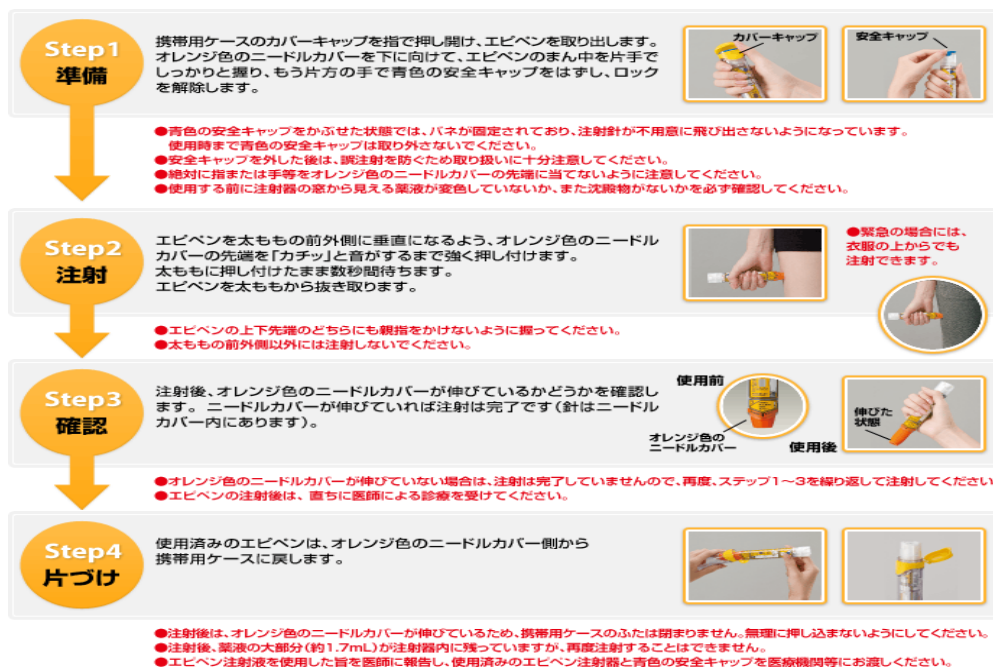 Step1
準備
携帯用ケースのカバーキャップを指で押し開け、エピペンを取り出します。
オレンジ色のニードルカバーを下に向けて、エピペンのまん中を片手で
しっかりと握り、もう片方の手で青色の安全キャップをはずし、ロック
を解除します。
カバーキャップ
安全キャップ
●青色の安全キャップをかぶせた状態では、バネが固定されており、注射針が不用意に飛び出さないようになっています。
使用時まで青色の安全キャップは取り外さないでください。
●安全キャップを外した後は、誤注射を防ぐため取り扱いに十分注意してください。
●絶対に指または手等をオレンジ色のニードルカバーの先端に当てないように注意してください。
●使用する前に注射器の窓から見える薬液が変色していないか、また沈殿物がないかを必ず確認してください。
Step2
注射
エピペンを太ももの前外側に垂直になるよう、オレンジ色のニードル
カバーの先端を「カチッ」と音がするまで強く押し付けます。
太ももに押し付けたまま数秒間待ちます。
エピペンを太ももから抜き取ります。
●緊急の場合には、
衣服の上からでも
注射できます。
●エピペンの上下先端のどちらにも親指をかけないように握ってください。
●太ももの前外側以外には注射しないでください。
Step3
確認
注射後、オレンジ色のニードルカバーが伸びているかどうかを確認し
ます。 ニードルカバーが伸びていれば注射は完了です(針はニードル
カバー内にあります)。
使用前
オレンジ色の
ニードルカバー
使用後
伸びた
状態
●オレンジ色のニードルカバーが伸びていない場合は、注射は完了していませんので、再度、ステップ1〜3を繰り返して注射してください
●エピペンの注射後は、直ちに医師による診療を受けてください。
Step4
片づけ
使用済みのエピペンは、オレンジ色のニードルカバー側から
携帯用ケースに戻します。
●注射後は、オレンジ色のニードルカバーが伸びているため、携帯用ケースのふたは閉まりません。無理に押し込まないようにしてください。
●注射後、薬液の大部分(約1.7mL)が注射器内に残っていますが、再度注射することはできません。
●エピペン注射液を使用した旨を医師に報告し、使用済みのエピペン注射器と青色の安全キャップを医療機関等にお渡しください。